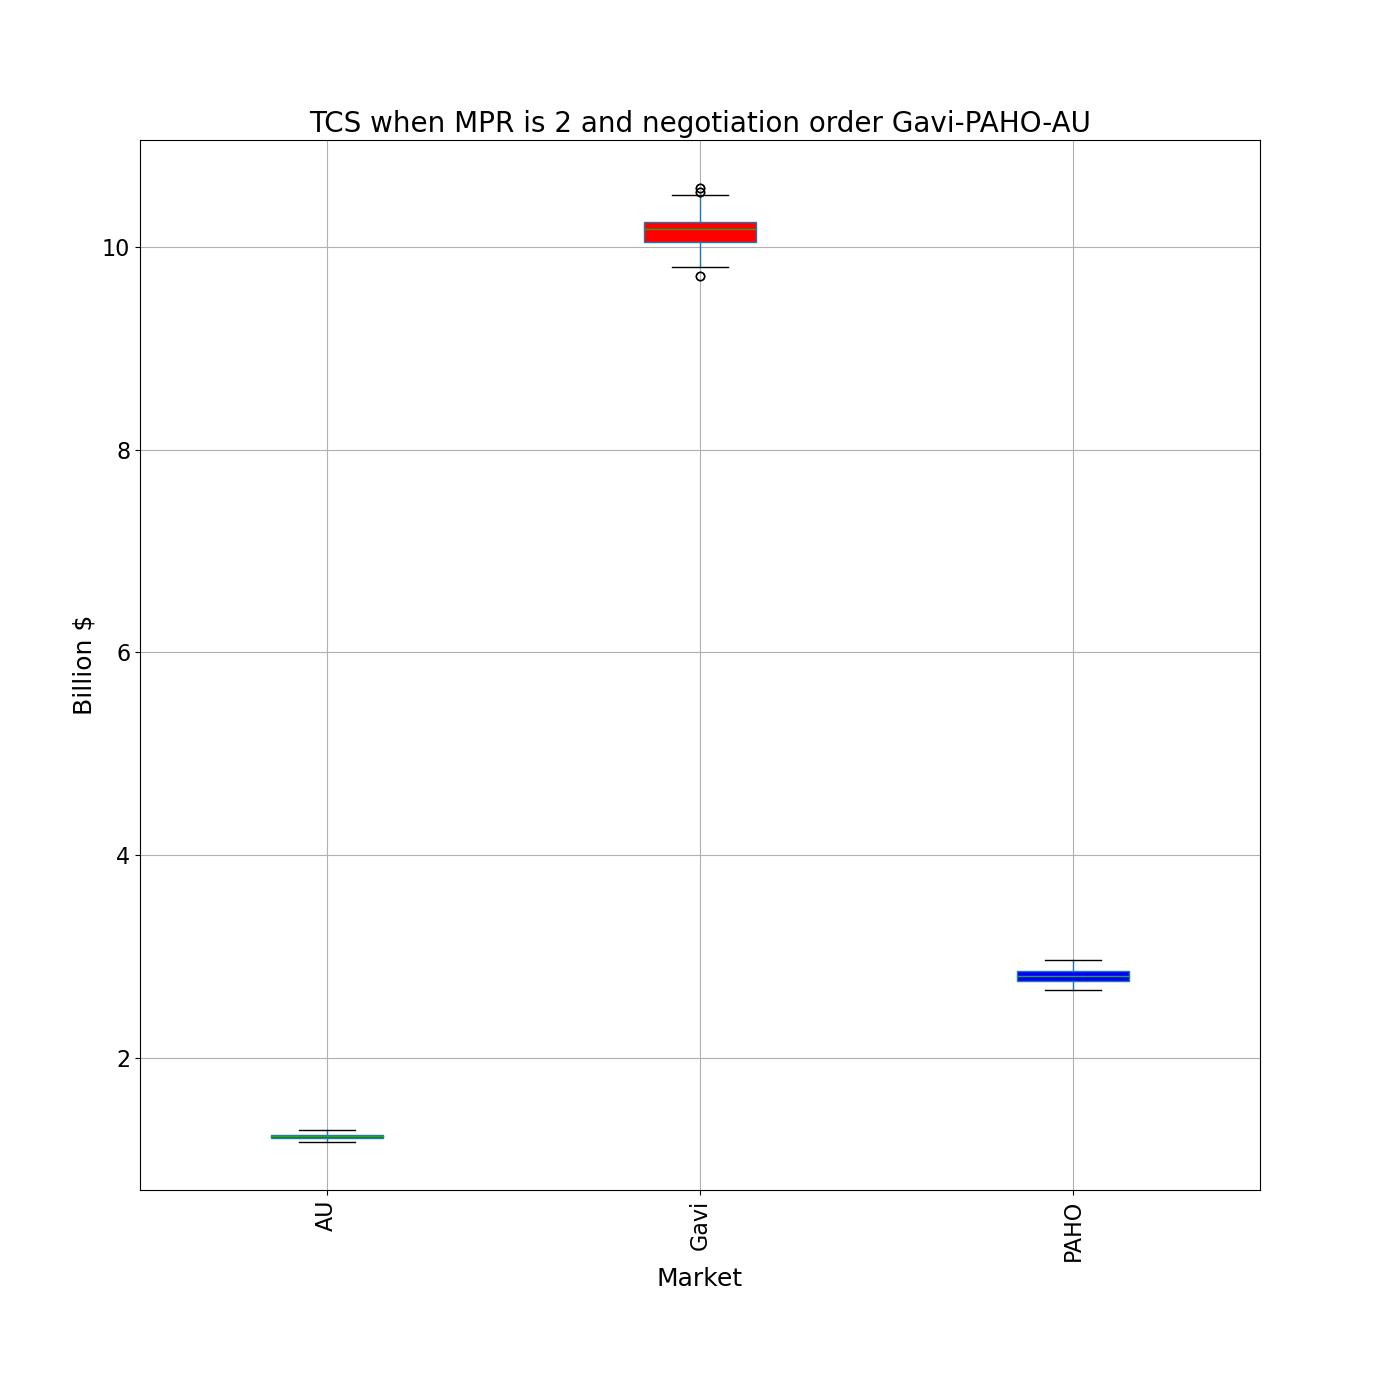 TCS when MPR is 2 and negotiation order Gavi-PAHO-AU
Billion $
10
8
6
4
2
AU
Gavi
PAHO
Market